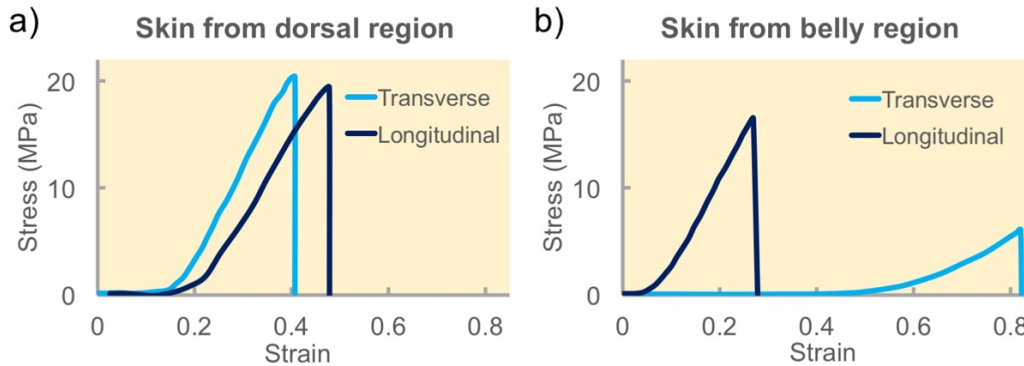 a) Skin from dorsal region
Stress (MPa)
20
10
0
Transverse
Longitudinal
0 0.2 0.4 0.6 0.8
Strain
b) Skin from belly region
Stress (MPa)
20
10
0
Transverse
Longitudinal
0 0.2 0.4 0.6 0.8
Strain